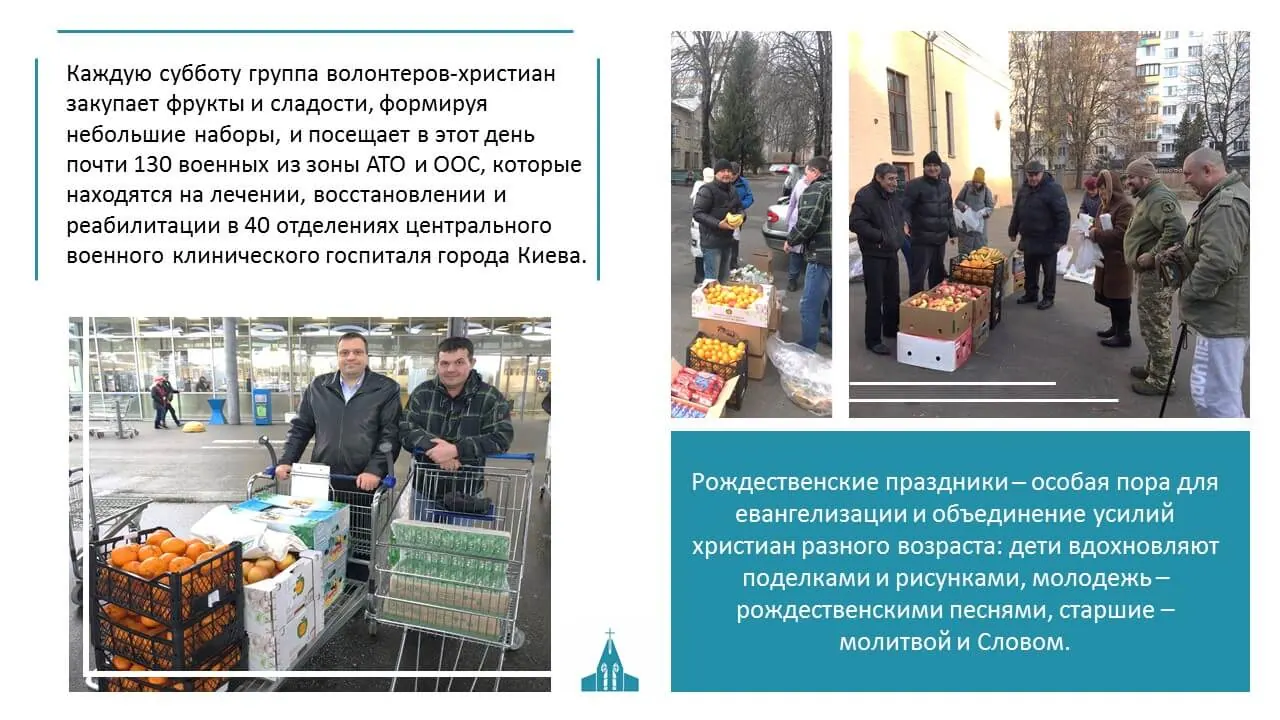 Каждую субботу группа волонтеров-христиан
закупает фрукты и сладости, формируя
небольшие наборы, и посещает в этот день
почти 130 военных из зоны АТО и ООС, которые
находятся на лечении, восстановлении и
реабилитации в 40 отделениях центрального
военного клинического госпиталя города Киева.
Рождественские праздники – особая пора для
евангелизации и объединение усилий
христиан разного возраста: дети вдохновляют
поделками и рисунками, молодежь –
рождественскими песнями, старшие –
молитвой и Словом.